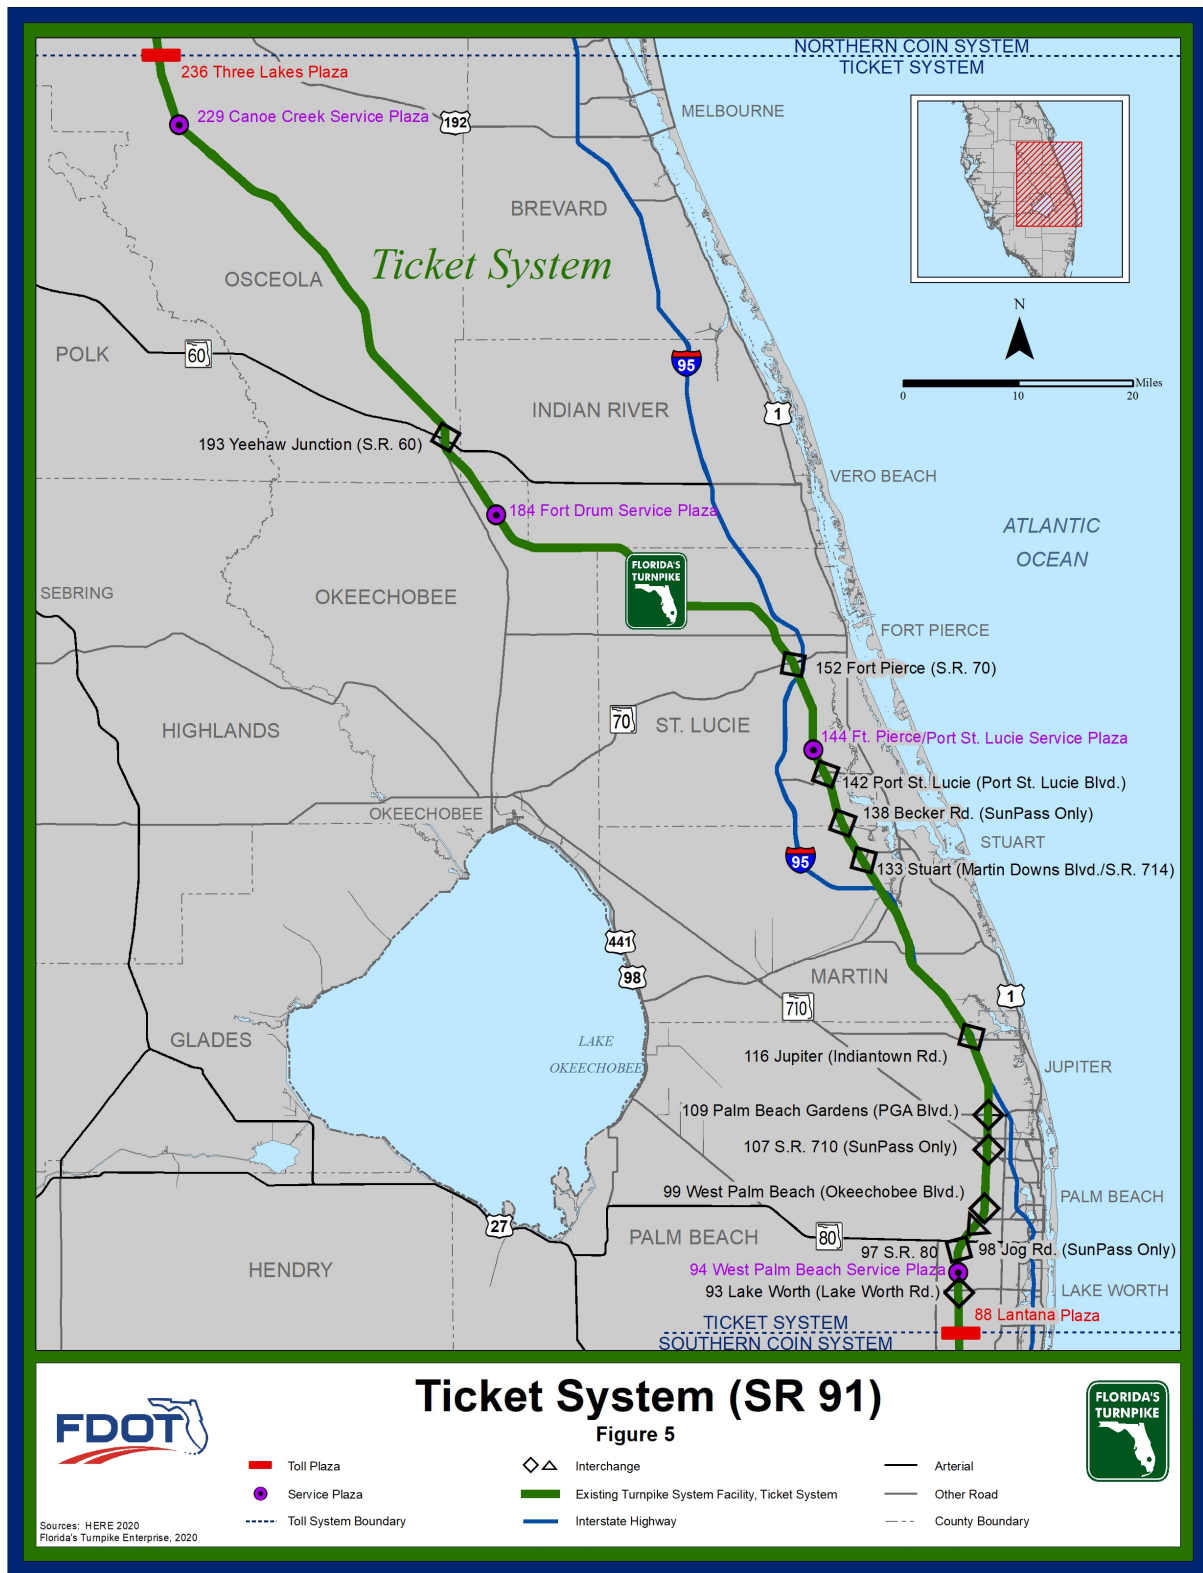 NORTHERN COIN SYSTEM
TICKET SYSTEM
236 Three Lakes Plaza
229 Canoe Creek Service Plaza
192
MELBOURNE
BREVARD
Ticket System
OSCEOLA
POLK
60
95
N
Miles
0 10 20
INDIAN RIVER
1
193 Yeehaw Junction (S.R. 60)
VERO BEACH
184 Fort Drum Service Plaza
ATLANTIC
OCEAN
FLORIDA'S
TURNPIKE
SEBRING
OKEECHOBEE
FORT PIERCE
152 Fort Pierce (S.R. 70)
HIGHLANDS
70
ST. LUCIE
144 Ft. Pierce/Port St. Lucie Service Plaza
142 Port St. Lucie (Port St. Lucie Blvd.)
OKEECHOBEE
138 Becker Rd. (SunPass Only)
STUART
95
133 Stuart (Martin Downs Blvd./S.R. 714)
441
98
MARTIN
710
1
GLADES
LAKE
OKEECHOBEE
116 Jupiter (Indiantown Rd.)
JUPITER
109 Palm Beach Gardens (PGA Blvd.)
107 S.R. 710 (SunPass Only)
99 West Palm Beach (Okeechobee Blvd.)
PALM BEACH
27
PALM BEACH
80
97 S.R. 80
98 Jog Rd. (SunPass Only)
HENDRY
94 West Palm Beach Service Plaza
93 Lake Worth (Lake Worth Rd.)
LAKE WORTH
88 Lantana Plaza
TICKET SYSTEM
SOUTHERN COIN SYSTEM
FDOT
Ticket System (SR 91)
Figure 5
FLORIDA'S
TURNPIKE
Toll Plaza
Interchange
Arterial
Service Plaza
Existing Turnpike System Facility, Ticket System
Other Road
Toll System Boundary
Interstate Highway
County Boundary
Sources: HERE 2020
Florida's Turnpike Enterprise, 2020